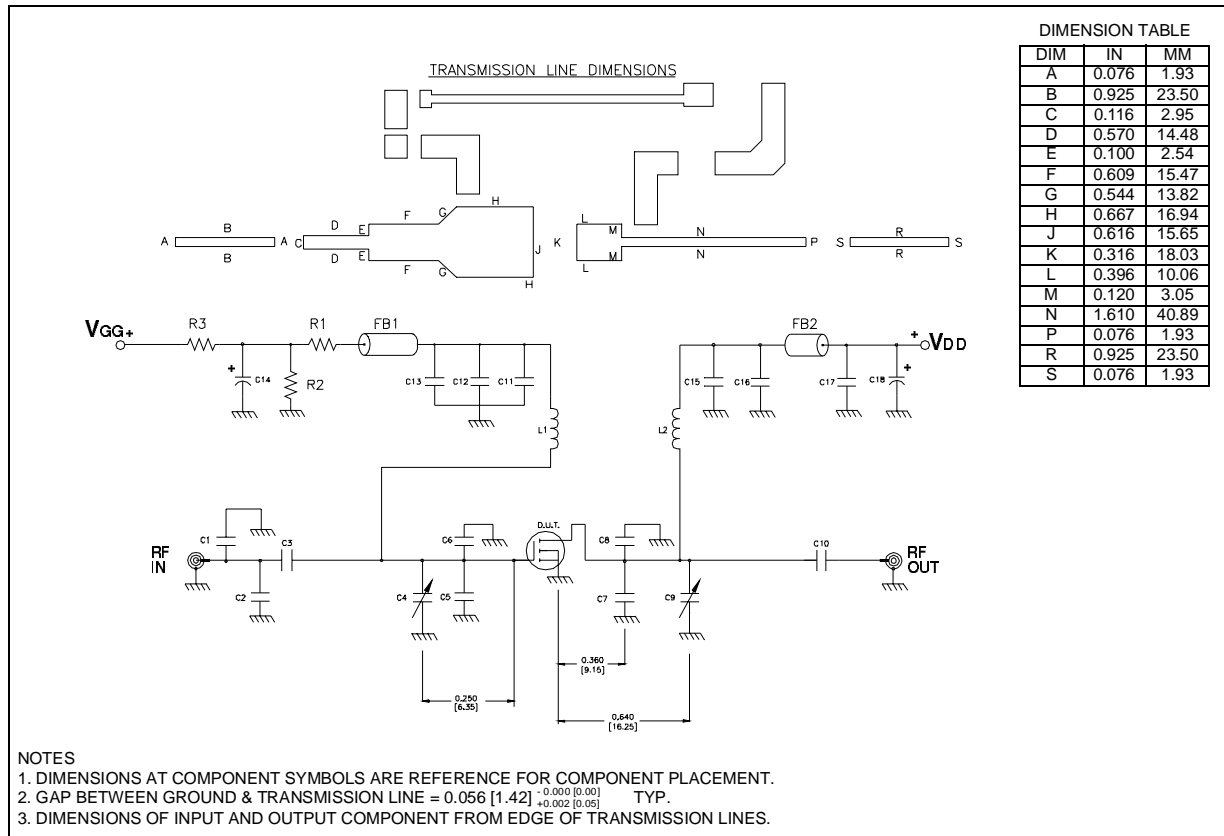 DIMENSION TABLE
DIM IN MM
A 0.076 1.93
B 0.925 23.50
C 0.116 2.95
D 0.570 14.48
E 0.100 2.54
F 0.609 15.47
G 0.544 13.82
H 0.667 16.94
J 0.616 15.65
K 0.316 18.03
L 0.396 10.06
M 0.120 3.05
N 1.610 40.89
P 0.076 1.93
R 0.925 23.50
S 0.076 1.93
TRANSMISSION LINE DIMENSIONS
H
G
F
D
E
B
A
A
C
B
D
E
F
G
H
J
K
L
M
M
L
N
N
P
S
R
R
S
VGG+
R3
R1
FB1
C14
R2
C13
C12
C11
L1
FB2
+VDD
C15
C16
C17
C18
+
L2
RF
IN
C1
C2
C3
C4
C5
C6
D.U.T.
C8
C7
C9
C10
RF
OUT
0.250
[6.35]
0.360
[9.15]
0.640
[16.25]
NOTES
1. DIMENSIONS AT COMPONENT SYMBOLS ARE REFERENCE FOR COMPONENT PLACEMENT.
2. GAP BETWEEN GROUND & TRANSMISSION LINE = 0.056 [1.42] -0.000 [0.00] +0.002 [0.05] TYP.
3. DIMENSIONS OF INPUT AND OUTPUT COMPONENT FROM EDGE OF TRANSMISSION LINES.